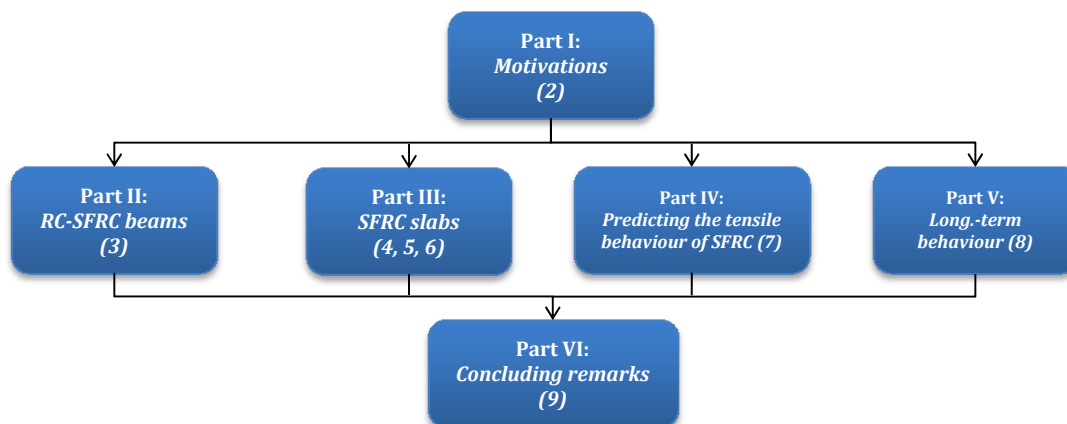 Part I:
Motivations
(2)
Part II:
RC-SFRC beams
(3)
Part III:
SFRC slabs
(4, 5, 6)
Part IV:
Predicting the tensile
behaviour of SFRC (7)
Part V:
Long.-term
behaviour (8)
Part VI:
Concluding remarks
(9)